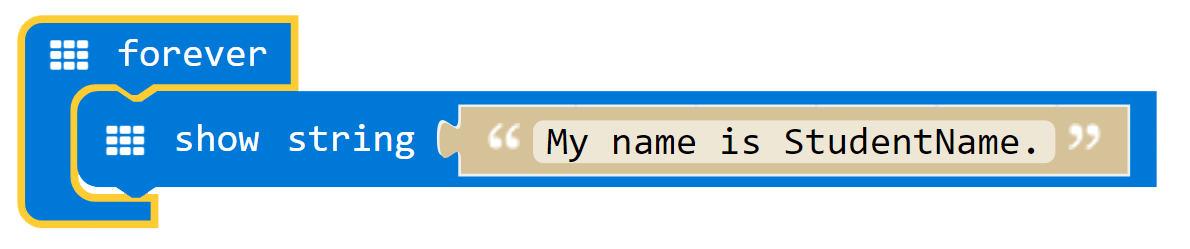 forever
show string “ My name is StudentName. ”